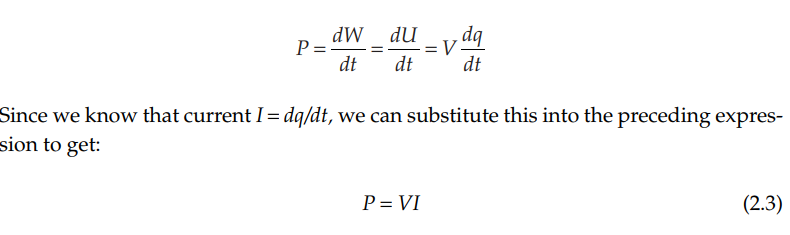 P = dW/dt = dU/dt = V dq/dt
Since we know that current I = dq/dt, we can substitute this into the preceding expres-
sion to get:
P = VI (2.3)